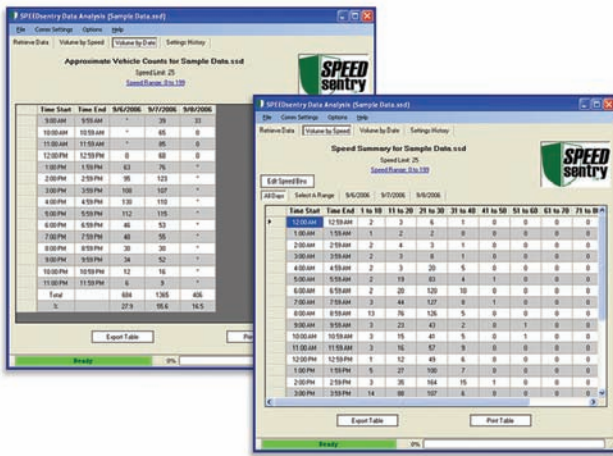 SPEEDsentry Data Analysis (Sample Data.ssd)
File Comm Settings Options Help
Retrieve Data Volume by Speed Volume by Date Settings History
Approximate Vehicle Counts for Sample Data.ssd
Speed Limit: 25
Speed Range: 0 to 199
SPEED
sentry
Time Start Time End 9/6/2006 9/7/2006 9/8/2006
9:00 AM 9:59 AM * 39 33
10:00 AM 10:59 AM * 65 0
11:00 AM 11:59 AM * 85 0
12:00 PM 12:59 PM 0 60 0
1:00 PM 1:59 PM 63 76 *
2:00 PM 2:59 PM 95 123 *
3:00 PM 3:59 PM 108 107 *
4:00 PM 4:59 PM 130 110 *
5:00 PM 5:59 PM 112 115 *
6:00 PM 6:59 PM 46 53 *
7:00 PM 7:59 PM 48 55 *
8:00 PM 8:59 PM 30 30 *
9:00 PM 9:59 PM 34 52 *
10:00 PM 10:59 PM 12 16 *
11:00 PM 11:59 PM 6 9 *
Total 684 1365 406
% 27.9 55.6 16.5
Export Table
Ready 0%
SPEEDsentry Data Analysis (Sample Data.ssd)
File Comm Settings Options Help
Retrieve Data Volume by Speed Volume by Date Settings History
Speed Summary for Sample Data.ssd
Speed Limit: 25
Speed Range: 0 to 199
SPEED
sentry
Edit Speed Bins
All Days Select A Range 9/6/2006 9/7/2006 9/8/2006
Time Start Time End 1 to 10 11 to 20 21 to 30 31 to 40 41 to 50 51 to 60 61 to 70
12:00 AM 12:59 AM 2 3 6 1 0 0 0 0
1:00 AM 1:59 AM 1 2 2 0 0 0 0 0
2:00 AM 2:59 AM 2 4 3 1 0 0 0 0
3:00 AM 3:59 AM 2 3 8 1 0 0 0 0
4:00 AM 4:59 AM 2 3 20 5 0 0 0 0
5:00 AM 5:59 AM 2 19 83 4 1 0 0 0
6:00 AM 6:59 AM 2 20 120 10 0 0 0 0
7:00 AM 7:59 AM 3 44 127 8 1 0 0 0
8:00 AM 8:59 AM 13 76 126 5 0 0 0 0
9:00 AM 9:59 AM 3 23 43 2 0 1 0 0
10:00 AM 10:59 AM 3 15 41 5 0 1 0 0
11:00 AM 11:59 AM 3 16 57 9 0 0 0 0
12:00 PM 12:59 PM 1 12 49 6 0 0 0 0
1:00 PM 1:59 PM 5 27 100 7 0 0 0 0
2:00 PM 2:59 PM 3 35 164 15 1 0 0 0
3:00 PM 3:59 PM 14 88 107 6 0 0 0 0
Export Table Print Table
Ready 0%